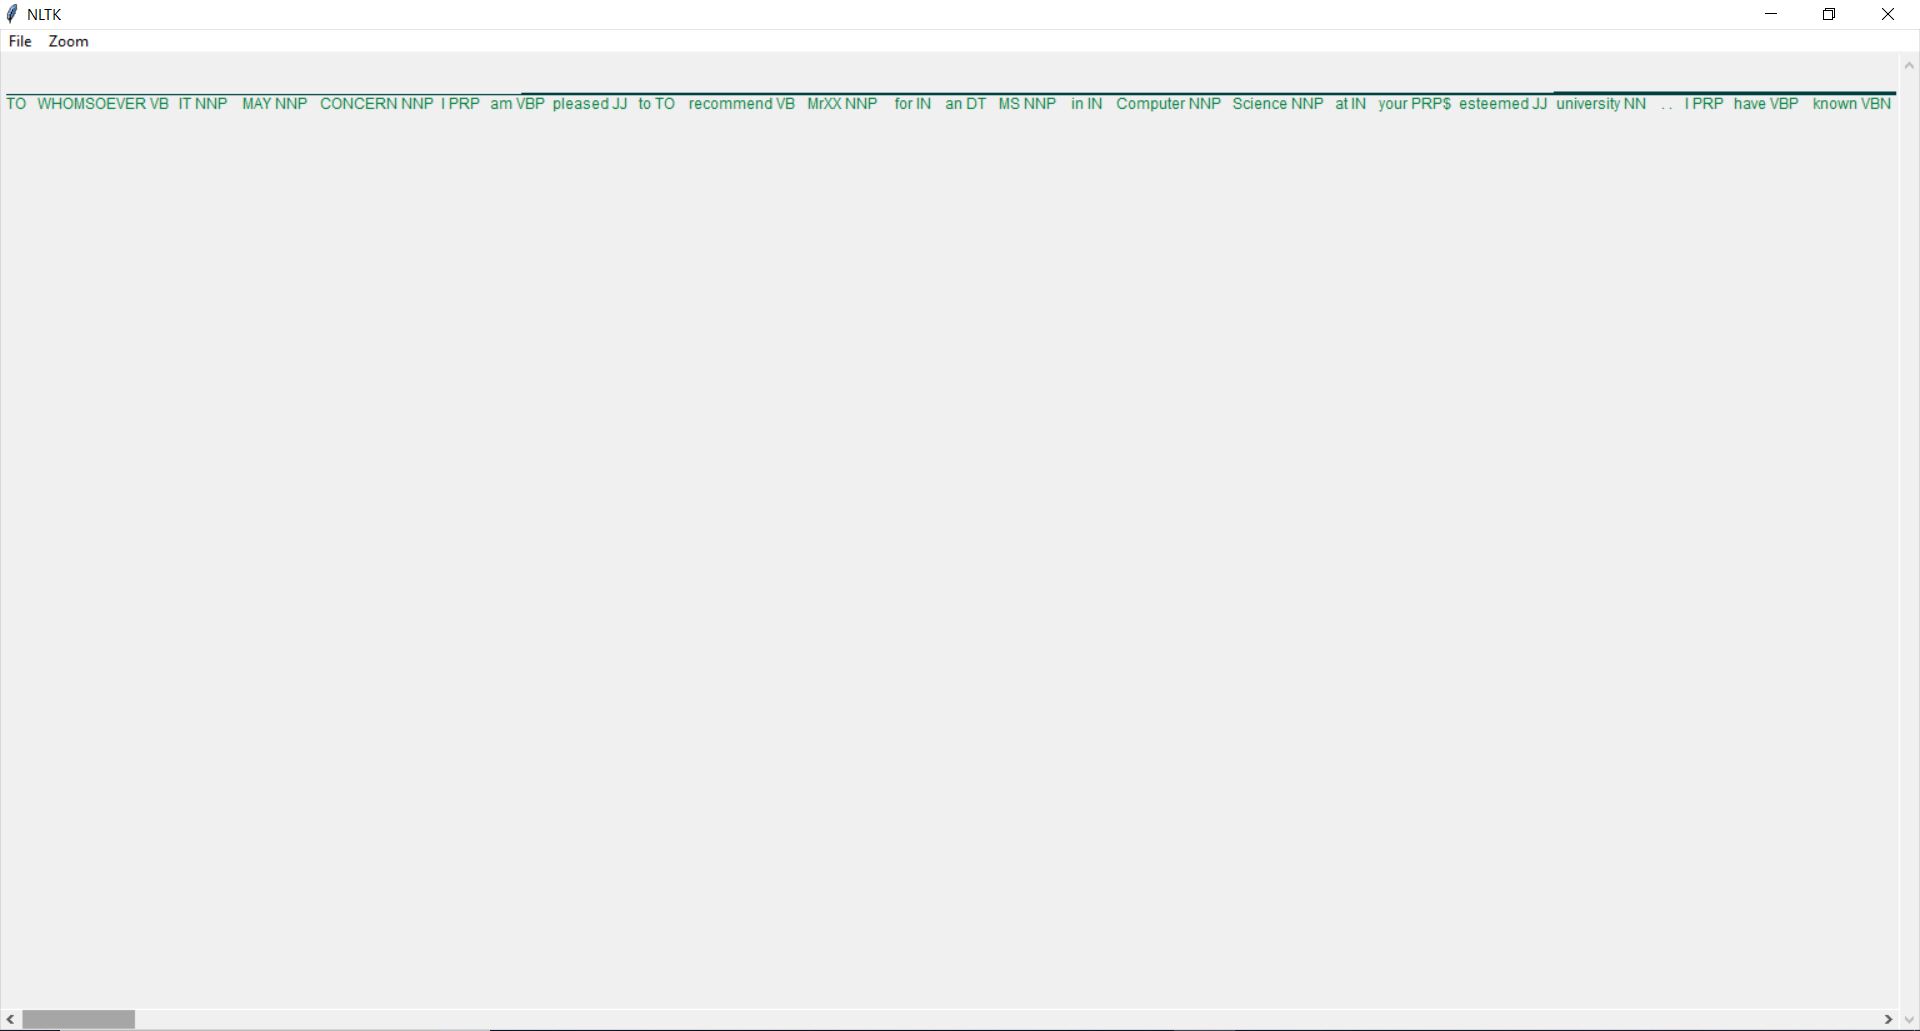 NLTK
File Zoom
TO WHOMSOEVER VB IT NNP MAY NNP CONCERN NNP I PRP am VBP pleased JJ to TO recommend VB MrXX NNP for IN an DT MS NNP in IN Computer NNP Science NNP at IN your PRP$ esteemed JJ university NN . . I PRP have VBP known VBN